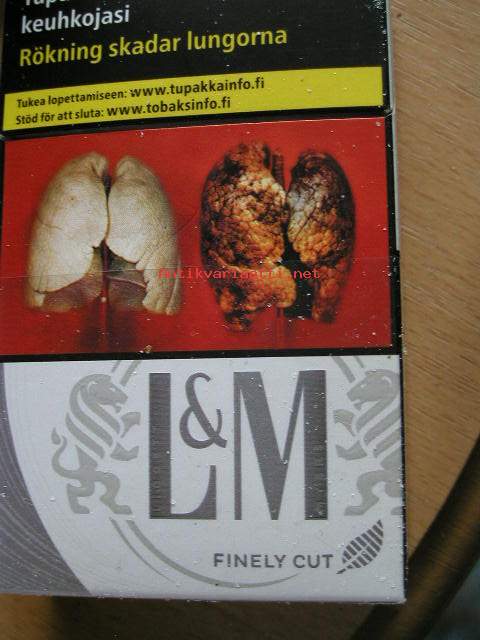 keuhkojasi
Rökning skadar lungorna
Tukea lopettamiseen: www.tupakkainfo.fi
Stöd för att sluta: www.tobaksinfo.fi
antikvariaatti.net
L&M
FINELY CUT